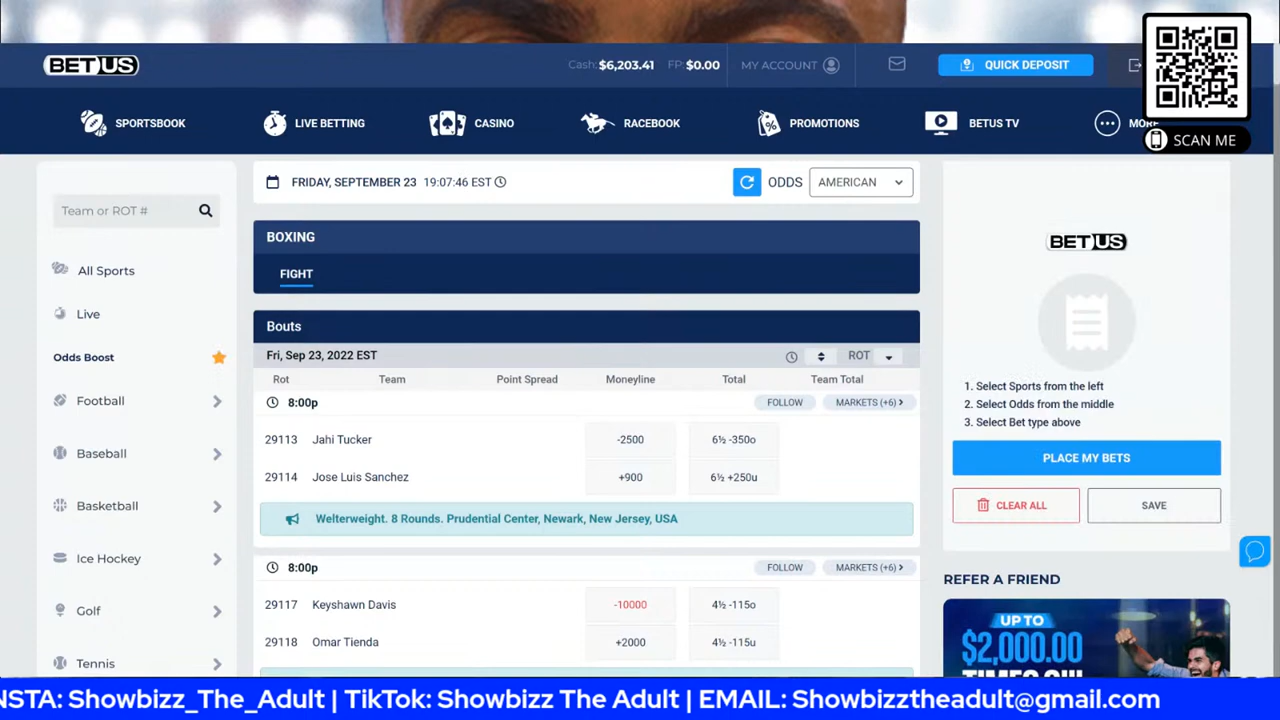 BETUS
Cash: $6,203.41 FP: $0.00 MY ACCOUNT
QUICK DEPOSIT
SPORTSBOOK LIVE BETTING CASINO RACEBOOK PROMOTIONS BETUS TV MORE
SCAN ME
Team or ROT #
All Sports
Live
Odds Boost
Football
Baseball
Basketball
Ice Hockey
Golf
Tennis
FRIDAY, SEPTEMBER 23 19:07:46 EST
ODDS AMERICAN
BOXING
FIGHT
Bouts
Fri, Sep 23, 2022 EST ROT
Rot Team Point Spread Moneyline Total Team Total
8:00p FOLLOW MARKETS (+6)
29113 Jahi Tucker -2500 6½ -350o
29114 Jose Luis Sanchez +900 6½ +250u
Welterweight. 8 Rounds. Prudential Center, Newark, New Jersey, USA
8:00p FOLLOW MARKETS (+6)
29117 Keyshawn Davis -10000 4½ -115o
29118 Omar Tienda +2000 4½ -115u
BETUS
1. Select Sports from the left
2. Select Odds from the middle
3. Select Bet type above
PLACE MY BETS
CLEAR ALL SAVE
REFER A FRIEND
UP TO
$2,000.00
NSTA: Showbizz_The_Adult | TikTok: Showbizz The Adult | EMAIL: Showbizztheadult@gmail.com